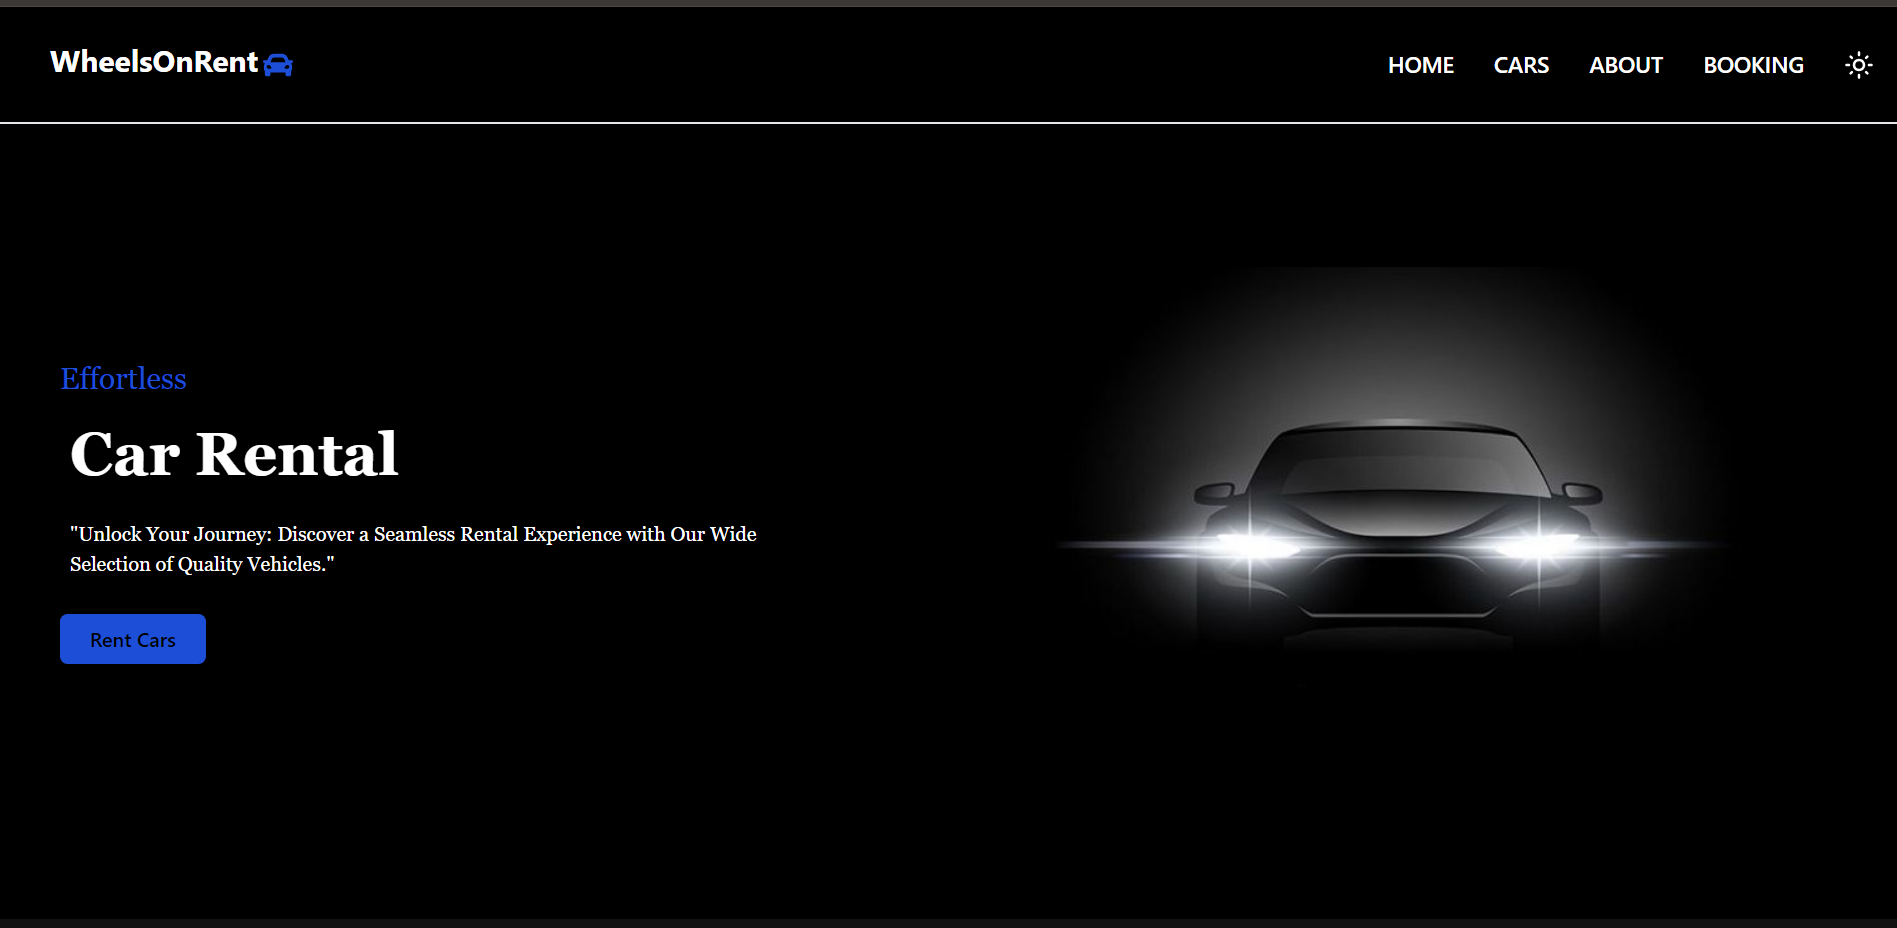 WheelsOnRent
HOME CARS ABOUT BOOKING
Effortless
Car Rental
"Unlock Your Journey: Discover a Seamless Rental Experience with Our Wide
Selection of Quality Vehicles."
Rent Cars